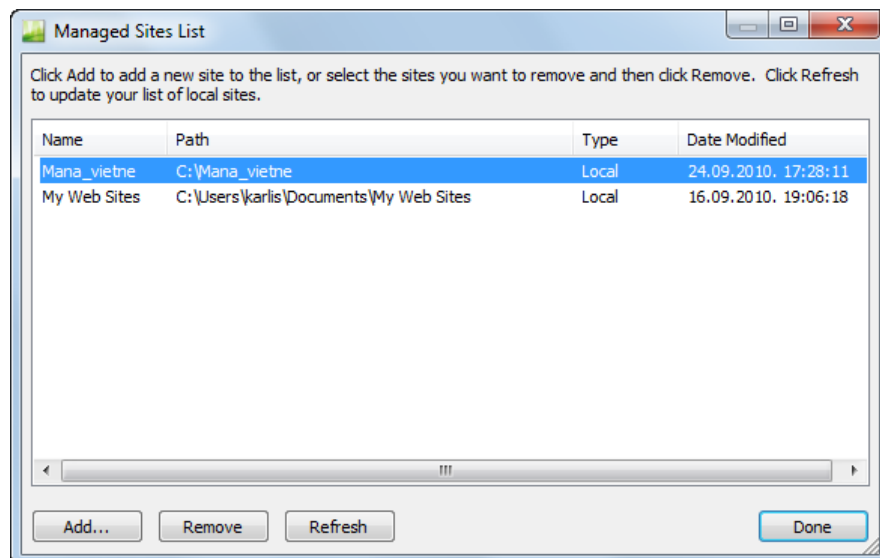 Managed Sites List
Click Add to add a new site to the list, or select the sites you want to remove and then click Remove.  Click Refresh
to update your list of local sites.
Name Path Type Date Modified
Mana_vietne C:\Mana_vietne Local 24.09.2010. 17:28:11
My Web Sites C:\Users\karlis\Documents\My Web Sites Local 16.09.2010. 19:06:18
Add... Remove Refresh Done